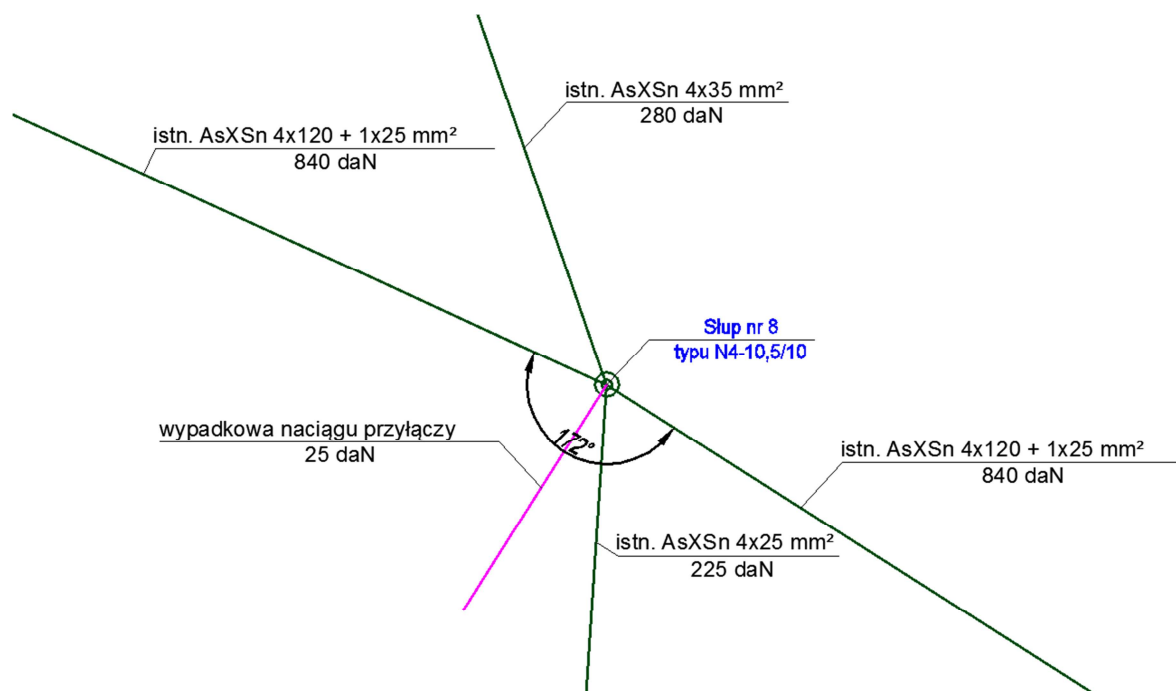 istn. AsXSn 4x35 mm²
280 daN
istn. AsXSn 4x120 + 1x25 mm²
840 daN
Słup nr 8
typu N4-10,5/10
wypadkowa naciągu przyłączy
25 daN
172°
istn. AsXSn 4x120 + 1x25 mm²
840 daN
istn. AsXSn 4x25 mm²
225 daN